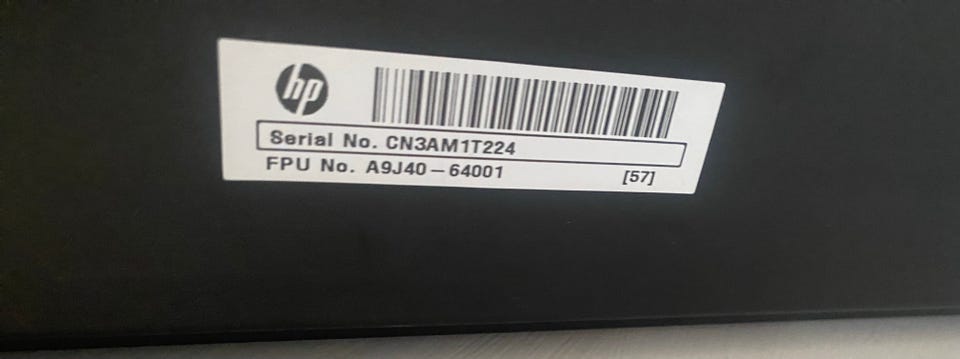 hp
Serial No. CN3AM1T224
FPU No. A9J40-64001
[57]